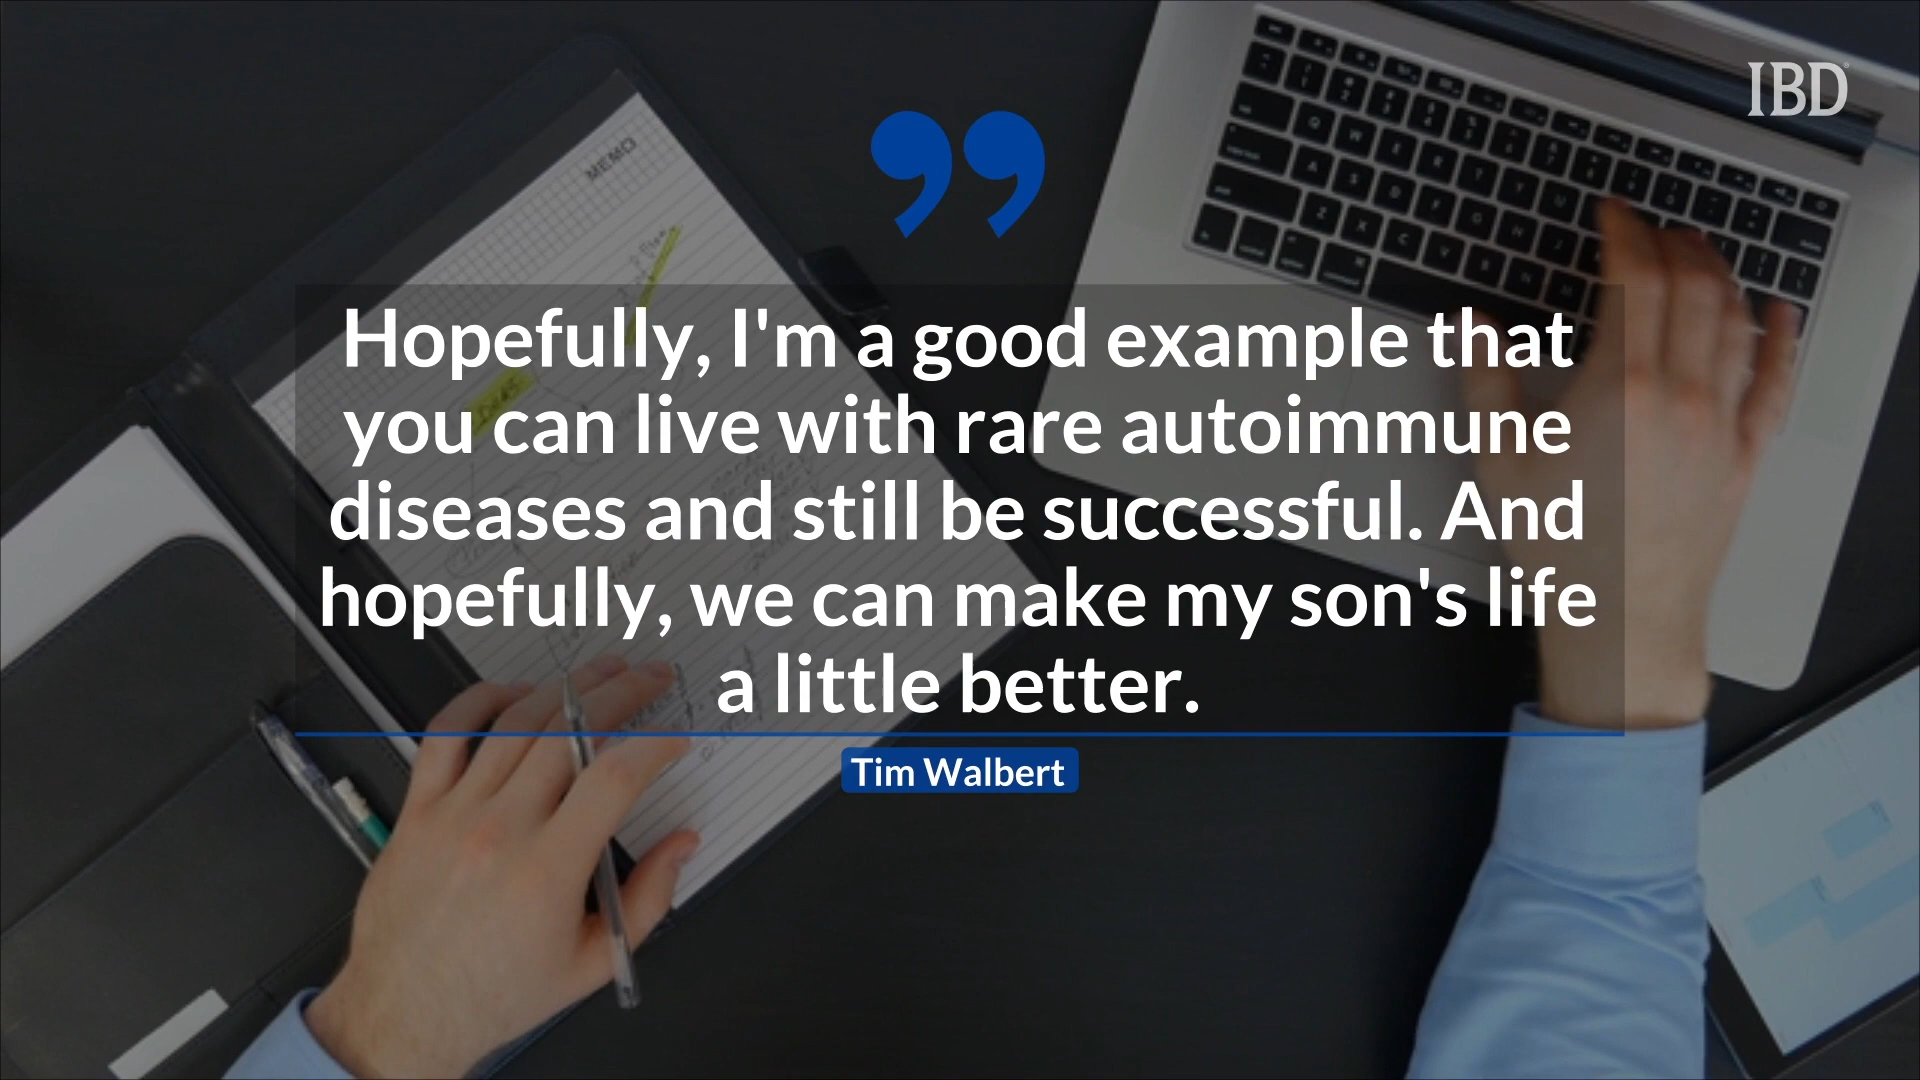 IBD
MEMO
Hopefully, I'm a good example that
you can live with rare autoimmune
diseases and still be successful. And
hopefully, we can make my son's life
a little better.
Tim Walbert